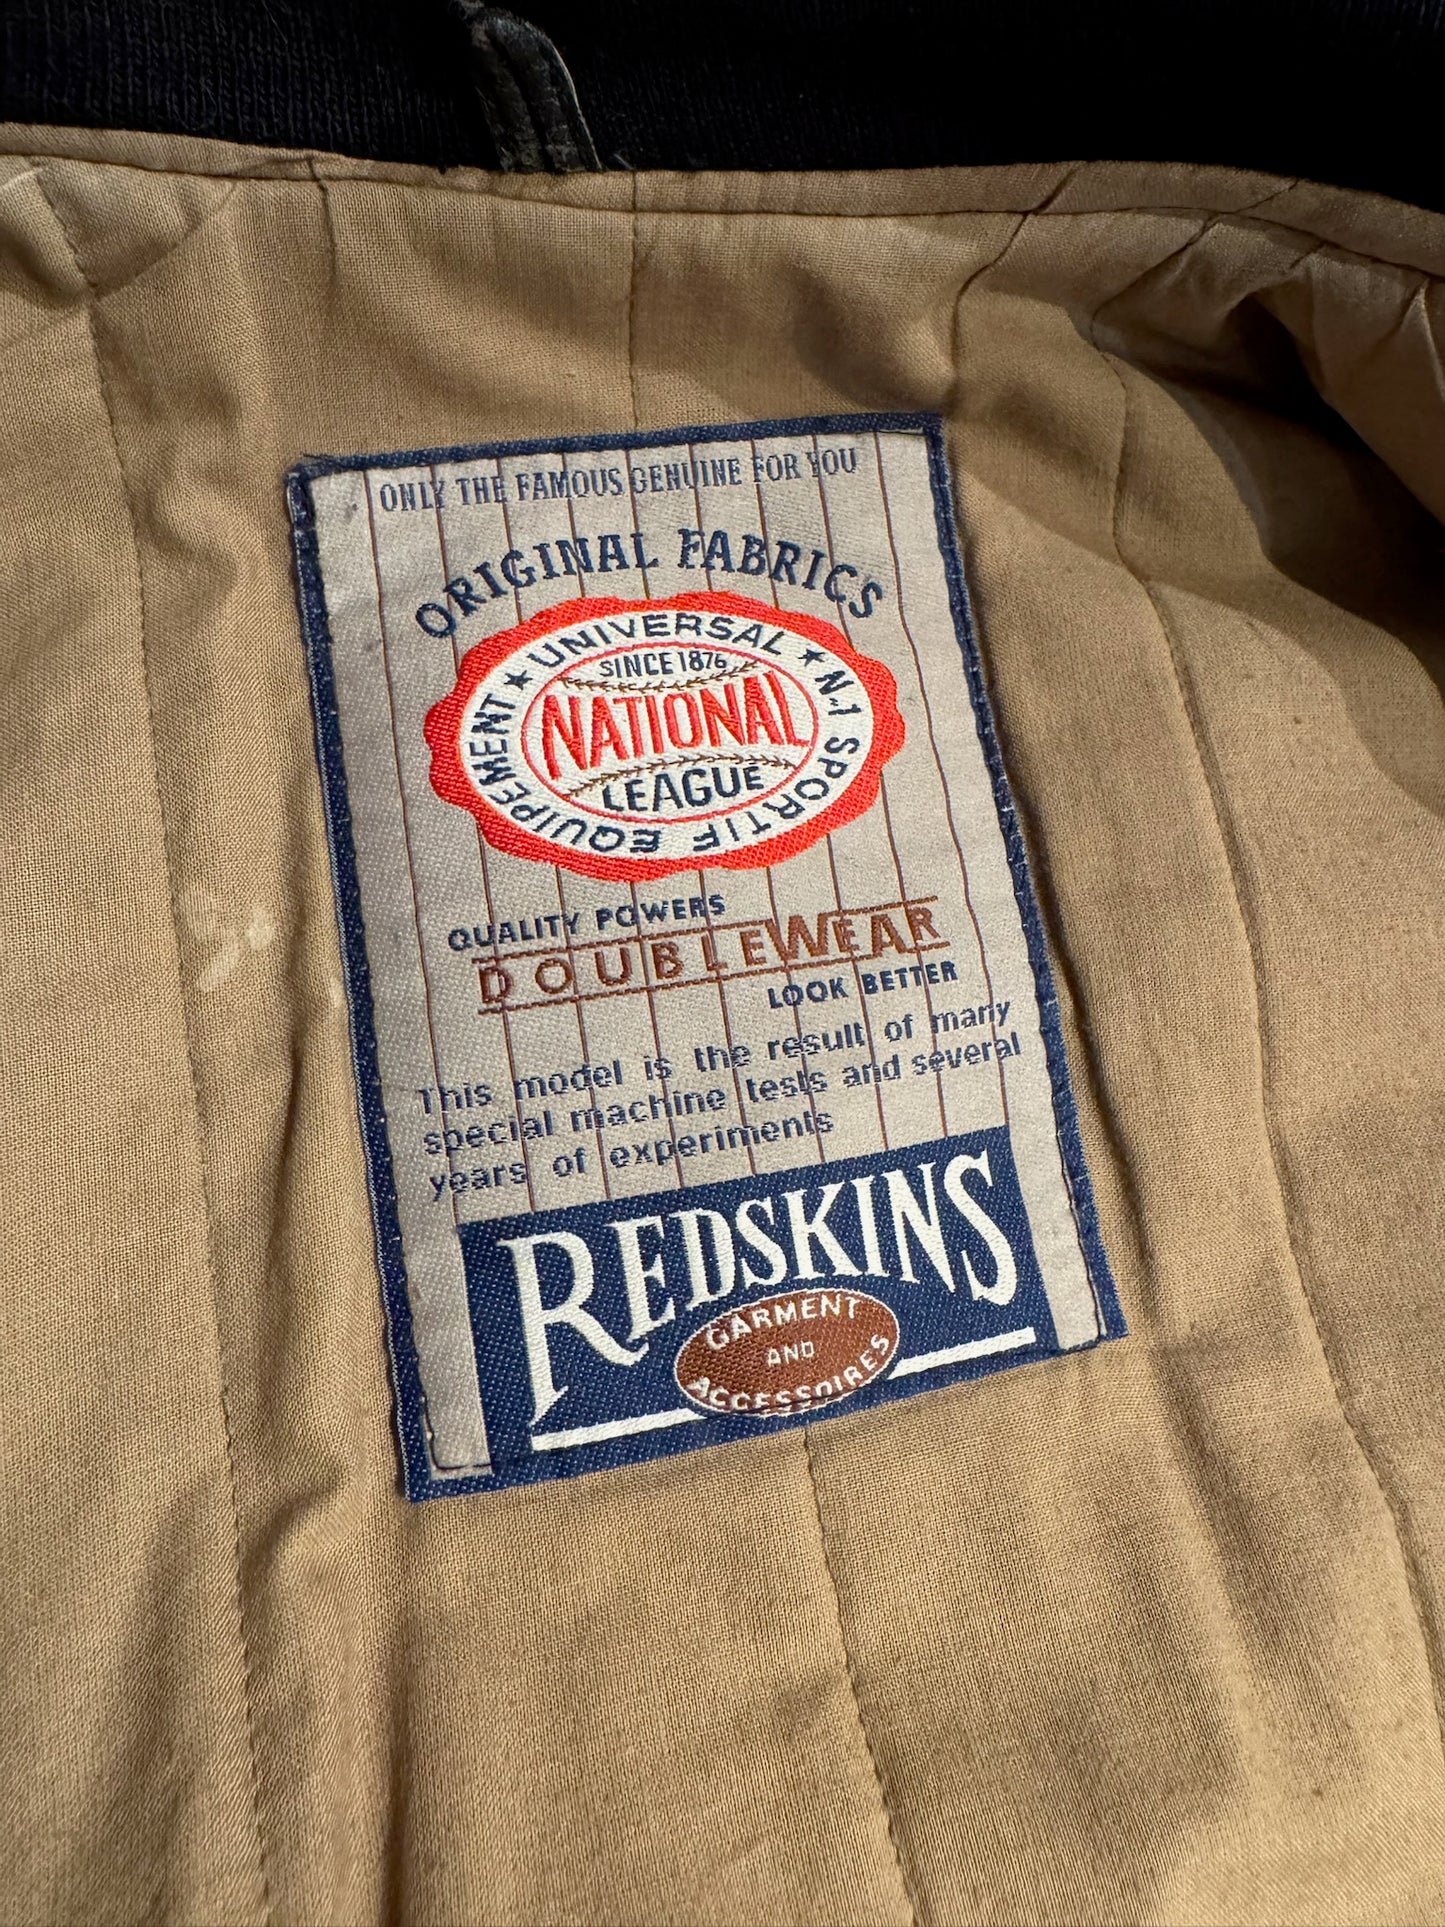 ONLY THE FAMOUS GENUINE FOR YOU
ORIGINAL FABRICS
EQUIPEMENT ★ UNIVERSAL ★ N.1 SPORTIF
SINCE 1876
NATIONAL
LEAGUE
QUALITY POWERS
DOUBLEWEAR
LOOK BETTER
This model is the result of many
special machine tests and several
years of experiments
REDSKINS
GARMENT
AND
ACCESSOIRES